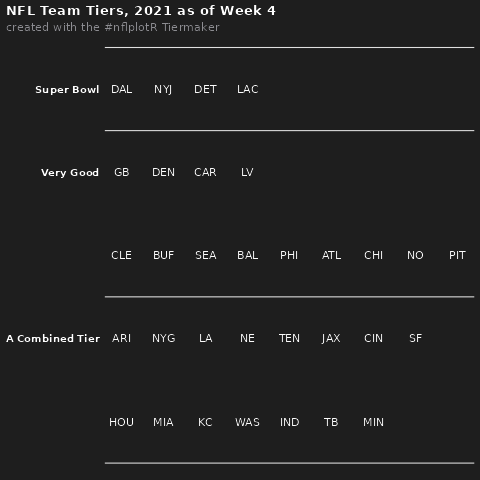 NFL Team Tiers, 2021 as of Week 4
created with the #nflplotR Tiermaker
Super Bowl DAL NYJ DET LAC
Very Good GB DEN CAR LV
CLE BUF SEA BAL PHI ATL CHI NO PIT
A Combined Tier ARI NYG LA NE TEN JAX CIN SF
HOU MIA KC WAS IND TB MIN